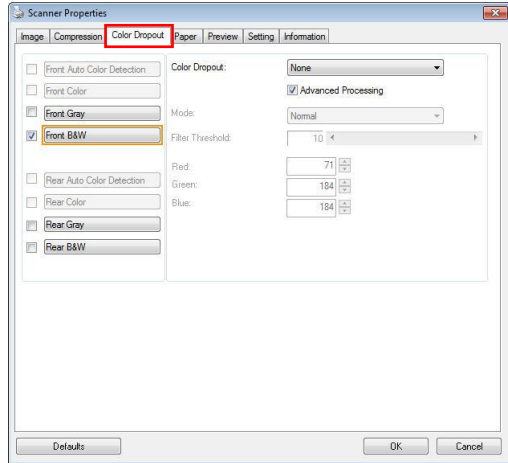 Scanner Properties
Image Compression Color Dropout Paper Preview Setting Information
Front Auto Color Detection
Front Color
Front Gray
Front B&W
Rear Auto Color Detection
Rear Color
Rear Gray
Rear B&W
Color Dropout: None
Advanced Processing
Mode: Normal
Filter Threshold: 10
Red: 71
Green: 184
Blue: 184
Defaults OK Cancel